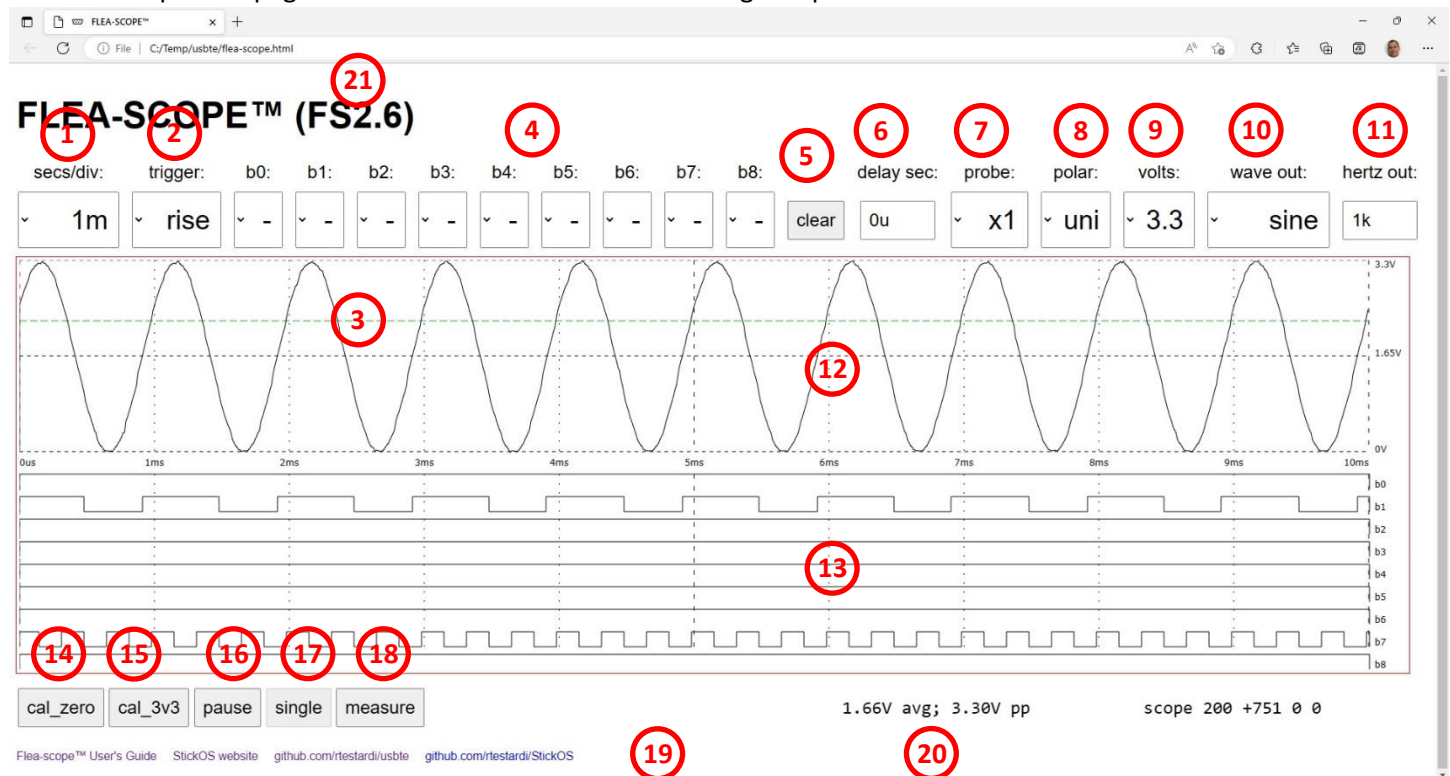 FLEA-SCOPE™
File | C:/Temp/usbte/flea-scope.html
21
FLEA-SCOPE™ (FS2.6)
1 2 4 5 6 7 8 9 10 11
secs/div: trigger: b0: b1: b2: b3: b4: b5: b6: b7: b8: delay sec: probe: polar: volts: wave out: hertz out:
1m rise - - - - - - - - - clear 0u x1 uni 3.3 sine 1k
3.3V
3
1.65V
12
0V
0us 1ms 2ms 3ms 4ms 5ms 6ms 7ms 8ms 9ms 10ms
b0
b1
b2
b3
13
b4
b5
b6
b7
14 15 16 17 18
b8
cal_zero cal_3v3 pause single measure 1.66V avg; 3.30V pp scope 200 +751 0 0
Flea-scope™ User's Guide StickOS website github.com/rtestardi/usbte github.com/rtestardi/StickOS
19 20